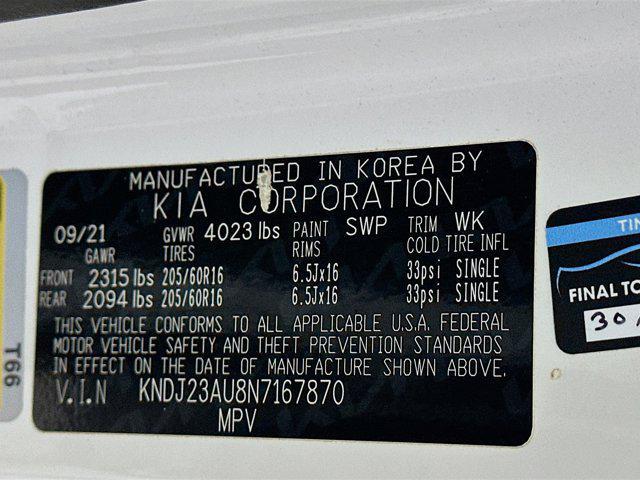 MANUFACTURED IN KOREA BY
KIA CORPORATION
09/21 GVWR 4023 lbs PAINT SWP TRIM WK
GAWR TIRES RIMS COLD TIRE INFL
FRONT 2315 lbs 205/60R16 6.5Jx16 33psi SINGLE
REAR 2094 lbs 205/60R16 6.5Jx16 33psi SINGLE
THIS VEHICLE CONFORMS TO ALL APPLICABLE U.S.A. FEDERAL
MOTOR VEHICLE SAFETY AND THEFT PREVENTION STANDARDS
IN EFFECT ON THE DATE OF MANUFACTURE SHOWN ABOVE.
V.I.N KNDJ23AU8N7167870
MPV
T66
TIN
FINAL TO
30